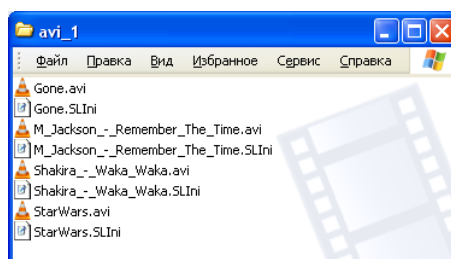 avi_1
Файл Правка Вид Избранное Сервис Справка
Gone.avi
Gone.SLIni
M_Jackson_-_Remember_The_Time.avi
M_Jackson_-_Remember_The_Time.SLIni
Shakira_-_Waka_Waka.avi
Shakira_-_Waka_Waka.SLIni
StarWars.avi
StarWars.SLIni